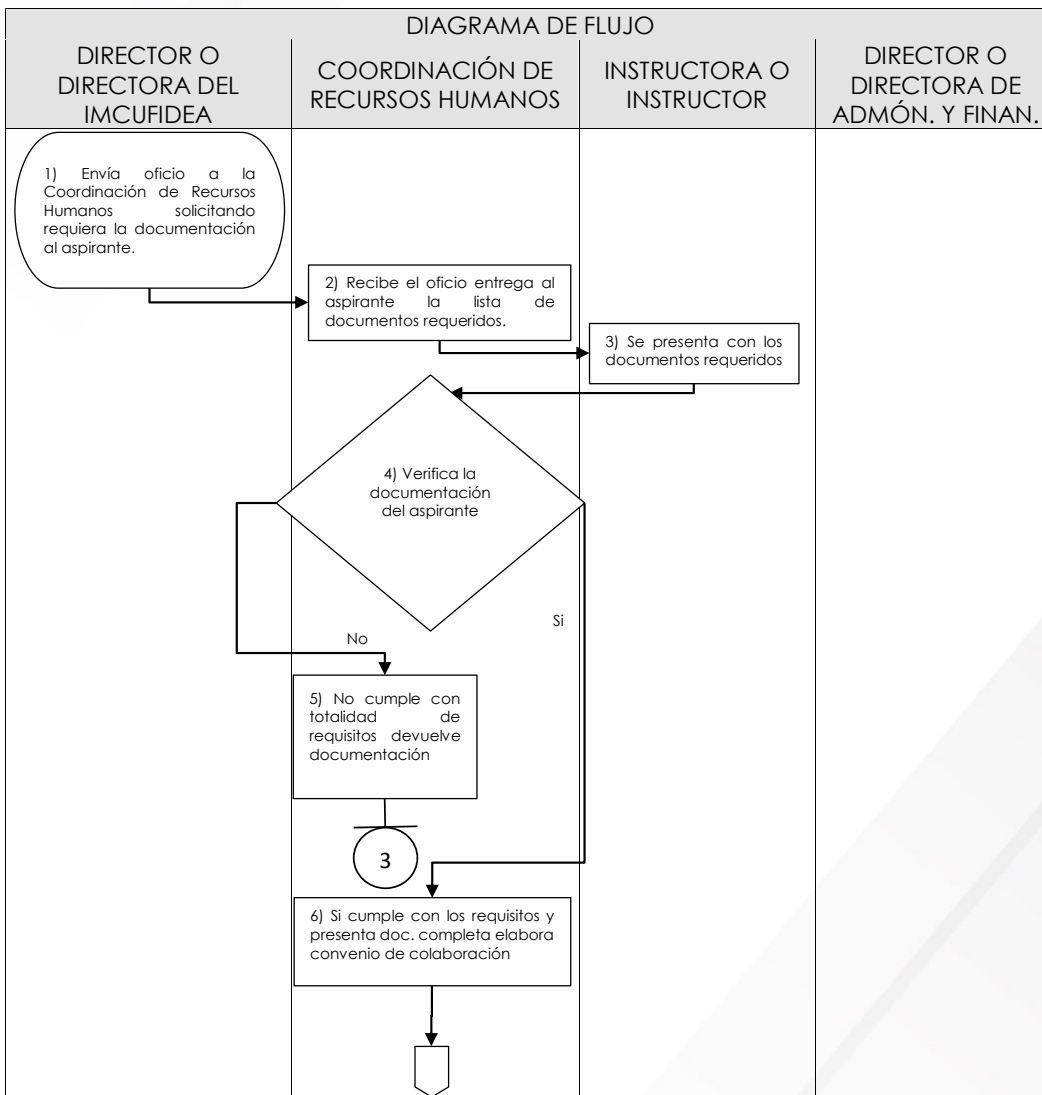 DIAGRAMA DE FLUJO
DIRECTOR O
DIRECTORA DEL
IMCUFIDEA
COORDINACIÓN DE
RECURSOS HUMANOS
INSTRUCTORA O
INSTRUCTOR
DIRECTOR O
DIRECTORA DE
ADMÓN. Y FINAN.
1) Envía oficio a la
Coordinación de Recursos
Humanos solicitando
requiera la documentación
al aspirante.
2) Recibe el oficio entrega al
aspirante la lista de
documentos requeridos.
3) Se presenta con los
documentos requeridos
4) Verifica la
documentación
del aspirante
Si
No
5) No cumple con
totalidad de
requisitos devuelve
documentación
3
6) Si cumple con los requisitos y
presenta doc. completa elabora
convenio de colaboración